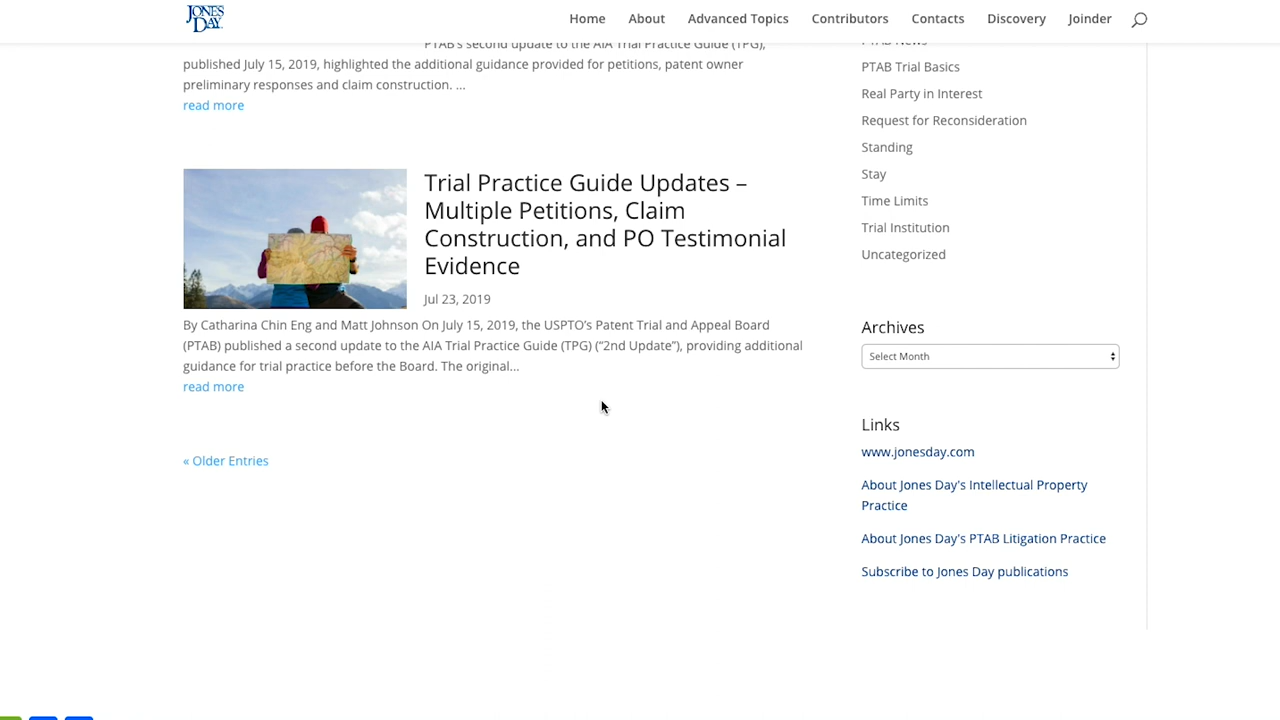 JONES
DAY
Home
About
Advanced Topics
Contributors
Contacts
Discovery
Joinder
PTAB's second update to the AIA Trial Practice Guide (TPG),
published July 15, 2019, highlighted the additional guidance provided for petitions, patent owner
preliminary responses and claim construction. ...
read more
Trial Practice Guide Updates –
Multiple Petitions, Claim
Construction, and PO Testimonial
Evidence
Jul 23, 2019
By Catharina Chin Eng and Matt Johnson On July 15, 2019, the USPTO's Patent Trial and Appeal Board
(PTAB) published a second update to the AIA Trial Practice Guide (TPG) (“2nd Update”), providing additional
guidance for trial practice before the Board. The original...
read more
« Older Entries
PTAB News
PTAB Trial Basics
Real Party in Interest
Request for Reconsideration
Standing
Stay
Time Limits
Trial Institution
Uncategorized
Archives
Select Month
Links
www.jonesday.com
About Jones Day's Intellectual Property
Practice
About Jones Day's PTAB Litigation Practice
Subscribe to Jones Day publications